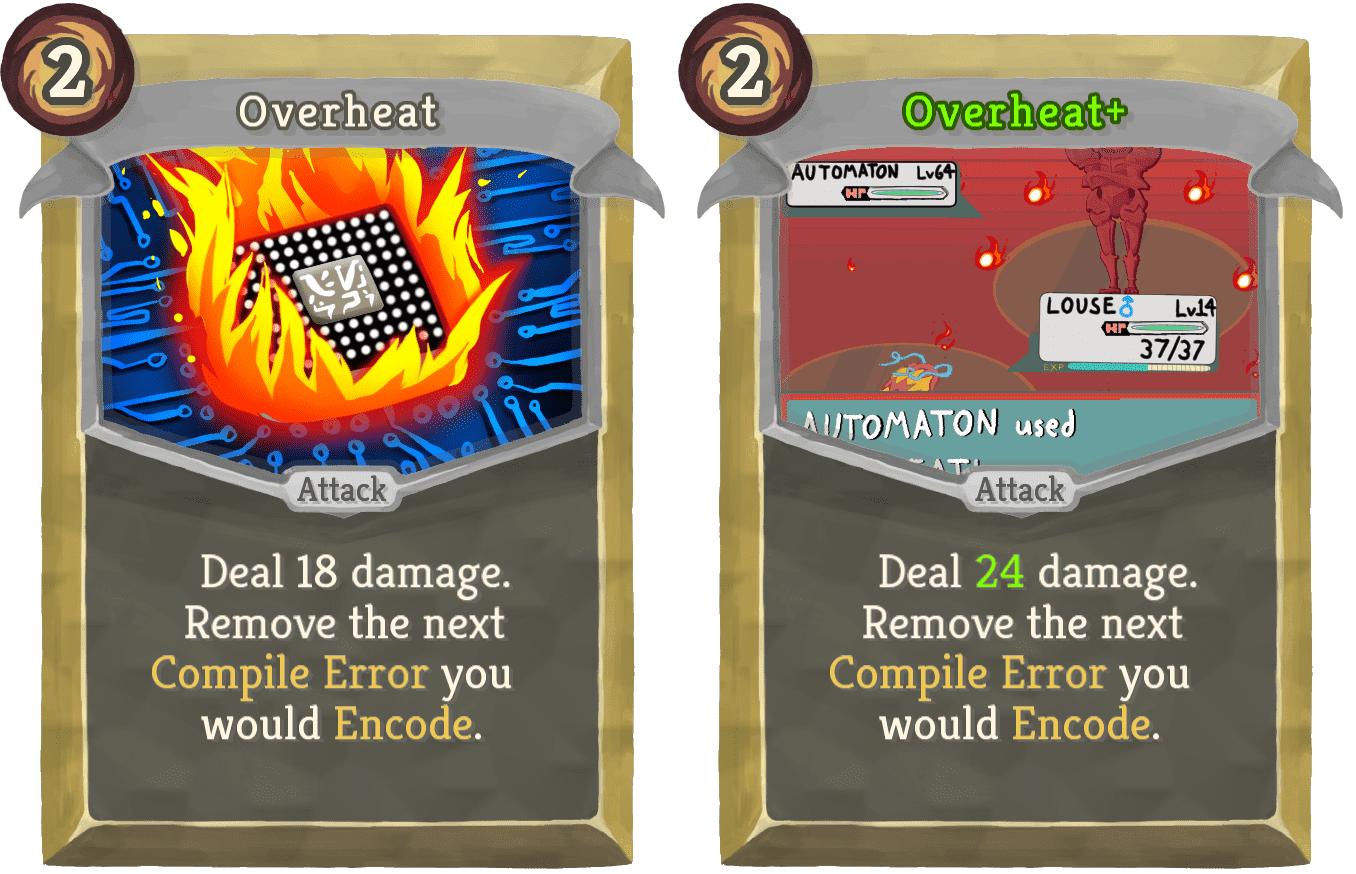 2
Overheat
Attack
Deal 18 damage.
Remove the next
Compile Error you
would Encode.
2
Overheat+
AUTOMATON Lv64
HP
LOUSE♂ Lv14
HP
37/37
EXP
AUTOMATON used
Attack
Deal 24 damage.
Remove the next
Compile Error you
would Encode.